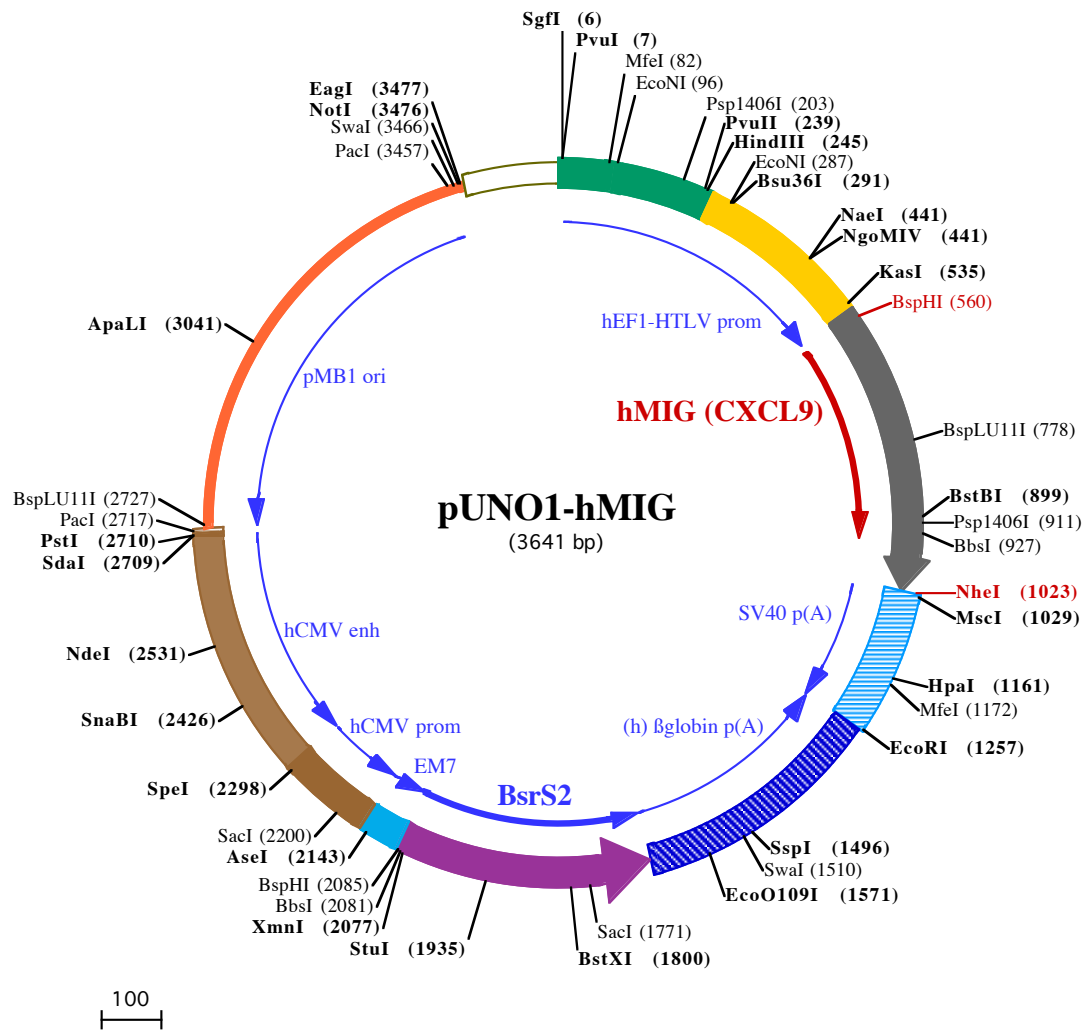 SgfI (6)
PvuI (7)
MfeI (82)
EcoNI (96)
Psp1406I (203)
PvuII (239)
HindIII (245)
EcoNI (287)
Bsu36I (291)
NaeI (441)
NgoMIV (441)
KasI (535)
BspHI (560)
BspLU11I (778)
BstBI (899)
Psp1406I (911)
BbsI (927)
NheI (1023)
MscI (1029)
HpaI (1161)
MfeI (1172)
EcoRI (1257)
SspI (1496)
SwaI (1510)
EcoO109I (1571)
SacI (1771)
BstXI (1800)
StuI (1935)
XmnI (2077)
BbsI (2081)
BspHI (2085)
AseI (2143)
SacI (2200)
SpeI (2298)
SnaBI (2426)
NdeI (2531)
SdaI (2709)
PstI (2710)
PacI (2717)
BspLU11I (2727)
ApaLI (3041)
PacI (3457)
SwaI (3466)
NotI (3476)
EagI (3477)
hEF1-HTLV prom
hMIG (CXCL9)
SV40 p(A)
(h) ßglobin p(A)
BsrS2
EM7
hCMV prom
hCMV enh
pMB1 ori
pUNO1-hMIG
(3641 bp)
100